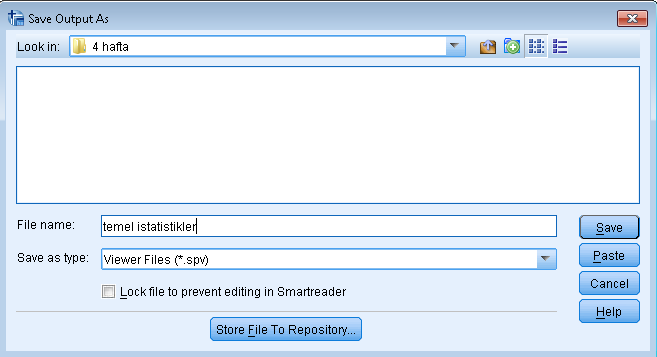 Save Output As
Look in: 4 hafta
File name: temel istatistikler
Save
Save as type: Viewer Files (*.spv)
Paste
Cancel
Lock file to prevent editing in Smartreader
Help
Store File To Repository...